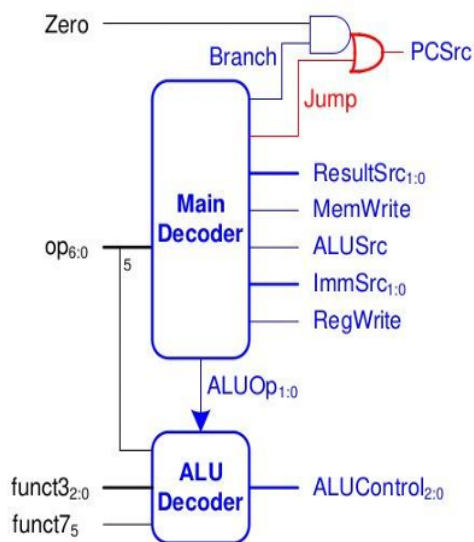 Zero
Branch
PCSrc
Jump
ResultSrc1:0
Main
Decoder
MemWrite
op6:0
5
ALUSrc
ImmSrc1:0
RegWrite
ALUOp1:0
ALU
Decoder
funct32:0
ALUControl2:0
funct75